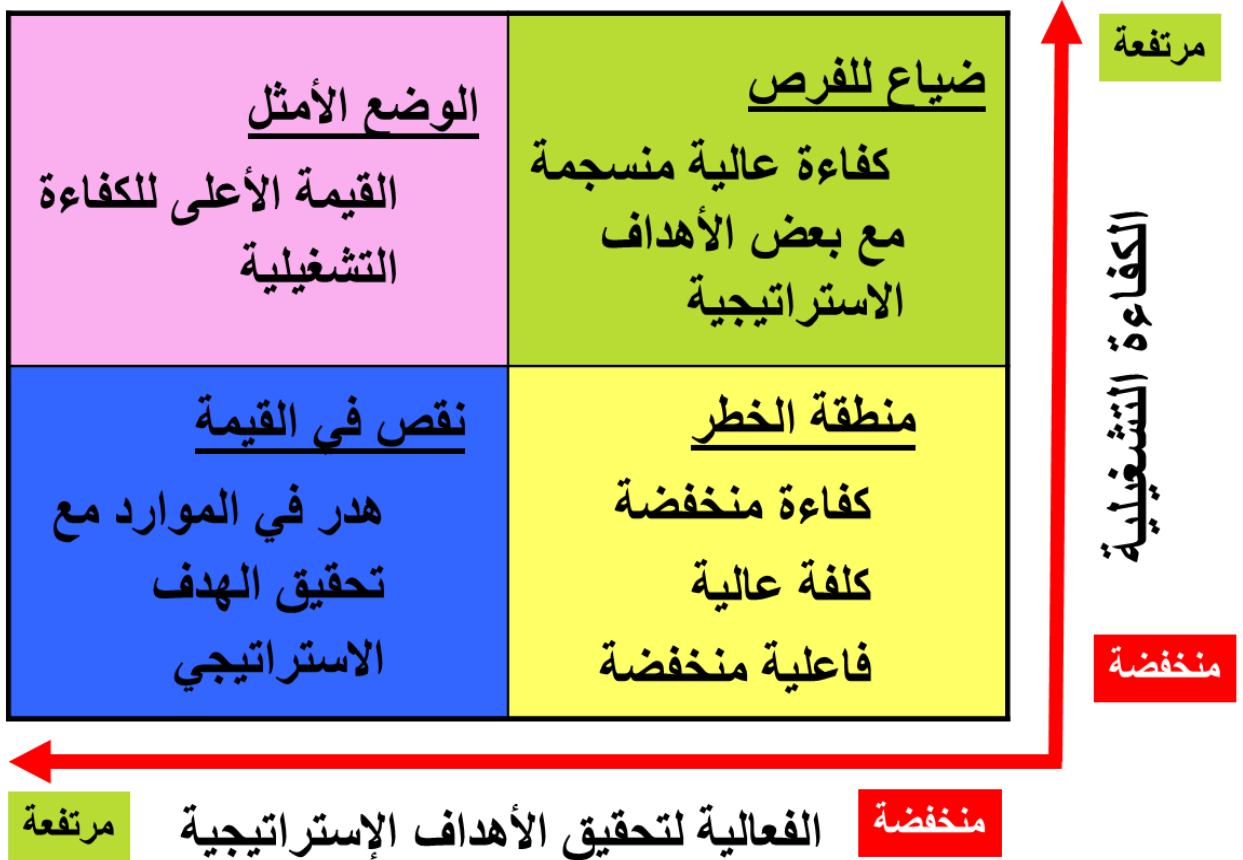 مرتفعة
ضياع للفرص
كفاءة عالية منسجمة
مع بعض الأهداف
الاستراتيجية
الوضع الأمثل
القيمة الأعلى للكفاءة
التشغيلية
الكفاءة التشغيلية
منطقة الخطر
كفاءة منخفضة
كلفة عالية
فاعلية منخفضة
نقص في القيمة
هدر في الموارد مع
تحقيق الهدف
الاستراتيجي
منخفضة
منخفضة
الفعالية لتحقيق الأهداف الإستراتيجية
مرتفعة